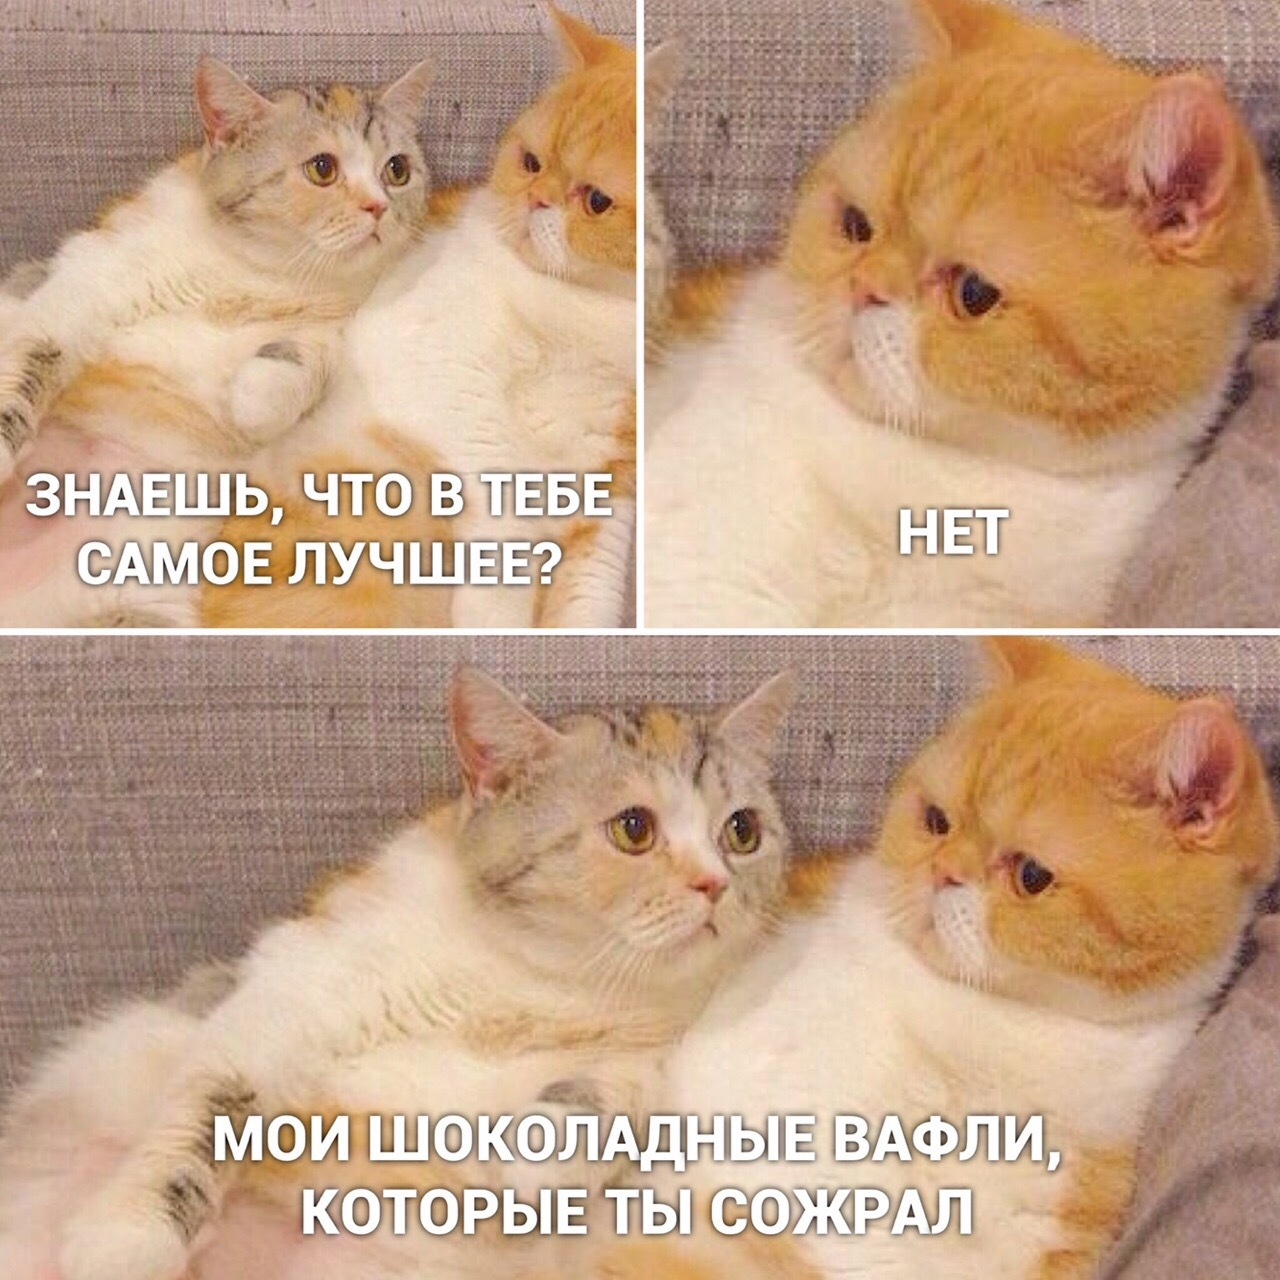 ЗНАЕШЬ, ЧТО В ТЕБЕ
САМОЕ ЛУЧШЕЕ?
НЕТ
МОИ ШОКОЛАДНЫЕ ВАФЛИ,
КОТОРЫЕ ТЫ СОЖРАЛ